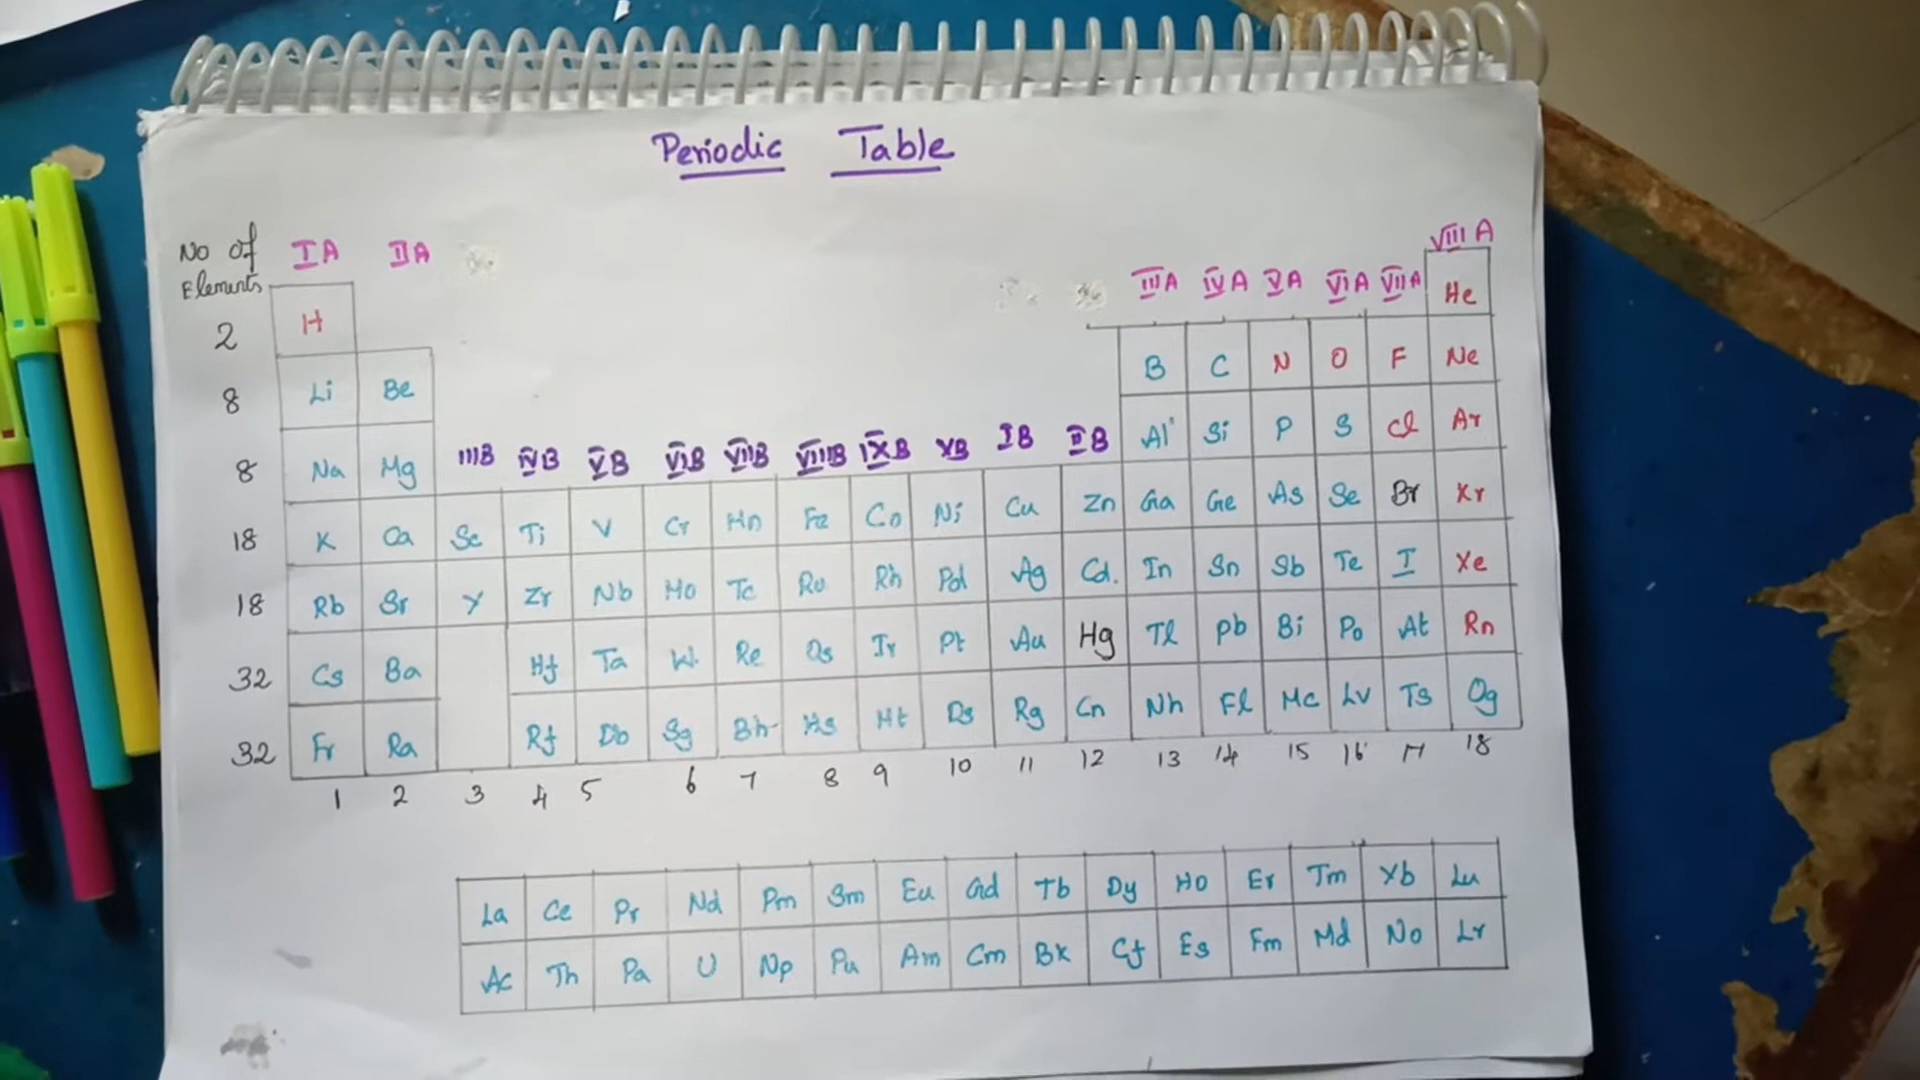 Periodic Table
No of Elements IA IIA IIIA IVA VA VIA VIIA VIIIA
2 H He
8 Li Be B C N O F Ne
IIIB IVB VB VIB VIIB VIIIB IXB XB IB IIB
8 Na Mg Al Si P S Cl Ar
18 K Ca Sc Ti V Cr Mn Fe Co Ni Cu Zn Ga Ge As Se Br Kr
18 Rb Sr Y Zr Nb Mo Tc Ru Rh Pd Ag Cd. In Sn Sb Te I Xe
32 Cs Ba Hf Ta W. Re Os Ir Pt Au Hg Tl Pb Bi Po At Rn
32 Fr Ra Rf Db Sg Bh Hs Mt Ds Rg Cn Nh Fl Mc Lv Ts Og
1 2 3 4 5 6 7 8 9 10 11 12 13 14 15 16 17 18
La Ce Pr Nd Pm Sm Eu Gd Tb Dy Ho Er Tm Yb Lu
Ac Th Pa U Np Pu Am Cm Bk Cf Es Fm Md No Lr